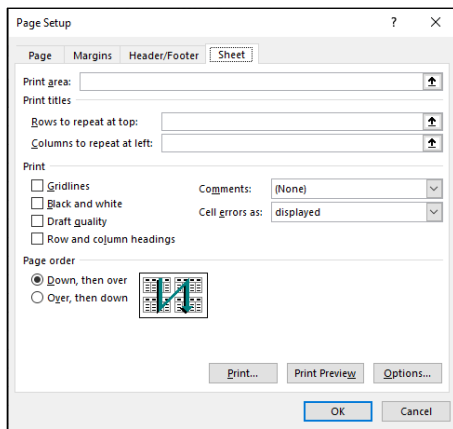 Page Setup ? ×
Page Margins Header/Footer Sheet
Print area:
Print titles
Rows to repeat at top:
Columns to repeat at left:
Print
Gridlines Comments: (None)
Black and white Cell errors as: displayed
Draft quality
Row and column headings
Page order
Down, then over
Over, then down
Print... Print Preview Options...
OK Cancel